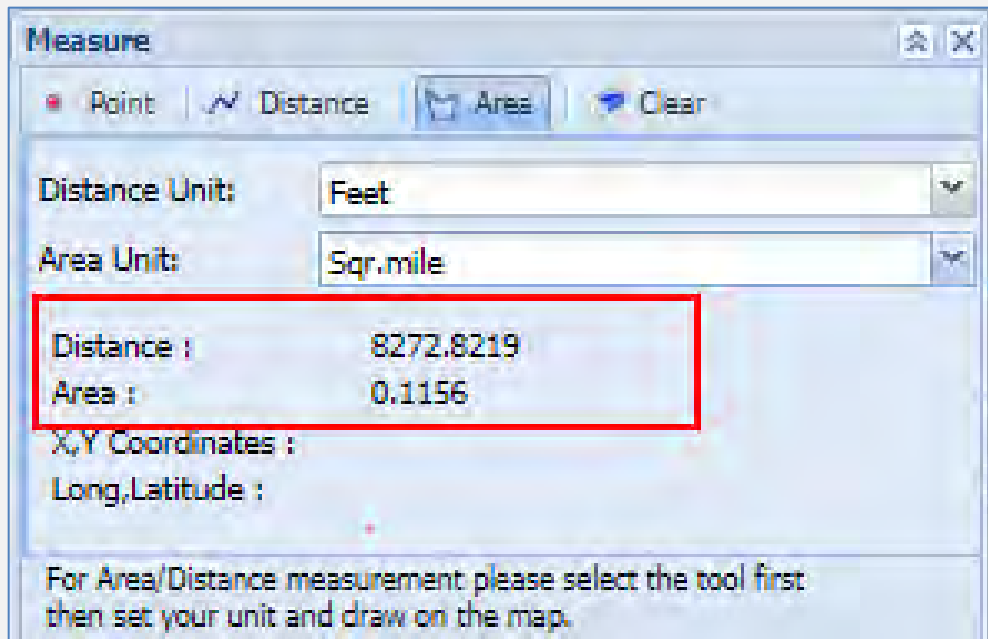 Measure
Point Distance Area Clear
Distance Unit: Feet
Area Unit: Sqr.mile
Distance : 8272.8219
Area : 0.1156
X,Y Coordinates :
Long,Latitude :
For Area/Distance measurement please select the tool first
then set your unit and draw on the map.